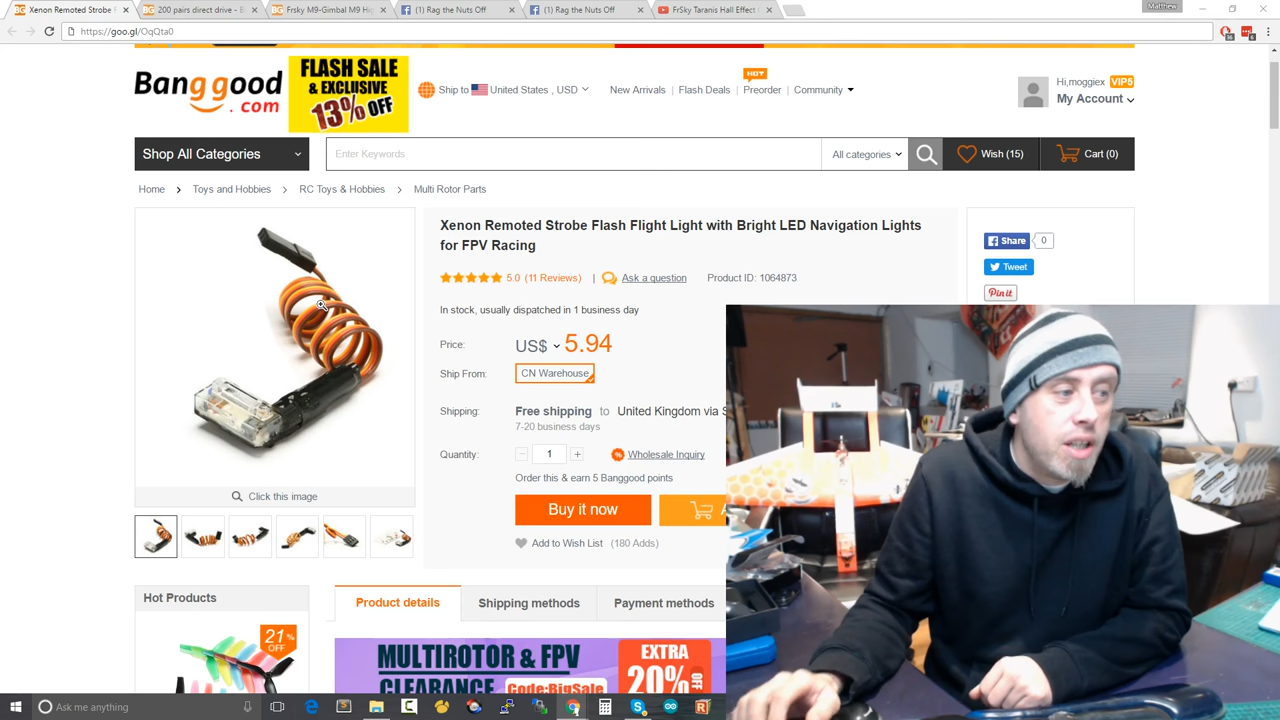 Xenon Remoted Strobe F
200 pairs direct drive - B
Frsky M9-Gimbal M9 Hig
(1) Rag the Nuts Off
(1) Rag the Nuts Off
FrSky Taranis Hall Effect
Matthew
https://goo.gl/OqQta0
Banggood
.com
FLASH SALE
& EXCLUSIVE
13% OFF
Ship to United States , USD
New Arrivals | Flash Deals | Preorder | Community
HOT
Hi,moggiex VIP5
My Account
Shop All Categories
Enter Keywords
All categories
Wish (15)
Cart (0)
Home > Toys and Hobbies > RC Toys & Hobbies > Multi Rotor Parts
Xenon Remoted Strobe Flash Flight Light with Bright LED Navigation Lights
for FPV Racing
5.0 (11 Reviews) | Ask a question Product ID: 1064873
In stock, usually dispatched in 1 business day
Price: US$ 5.94
Ship From: CN Warehouse
Shipping: Free shipping to United Kingdom via
7-20 business days
Quantity: − 1 + Wholesale Inquiry
Order this & earn 5 Banggood points
Buy it now
Add to Wish List (180 Adds)
Share 0
Tweet
Pin it
Click this image
Hot Products
21% OFF
Product details
Shipping methods
Payment methods
MULTIROTOR & FPV
CLEARANCE Code:BigSale
EXTRA
20% OFF
Ask me anything